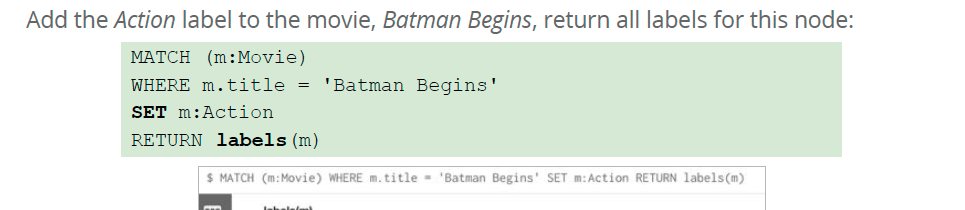 Add the Action label to the movie, Batman Begins, return all labels for this node:
MATCH (m:Movie)
WHERE m.title = 'Batman Begins'
SET m:Action
RETURN labels(m)
$ MATCH (m:Movie) WHERE m.title = 'Batman Begins' SET m:Action RETURN labels(m)